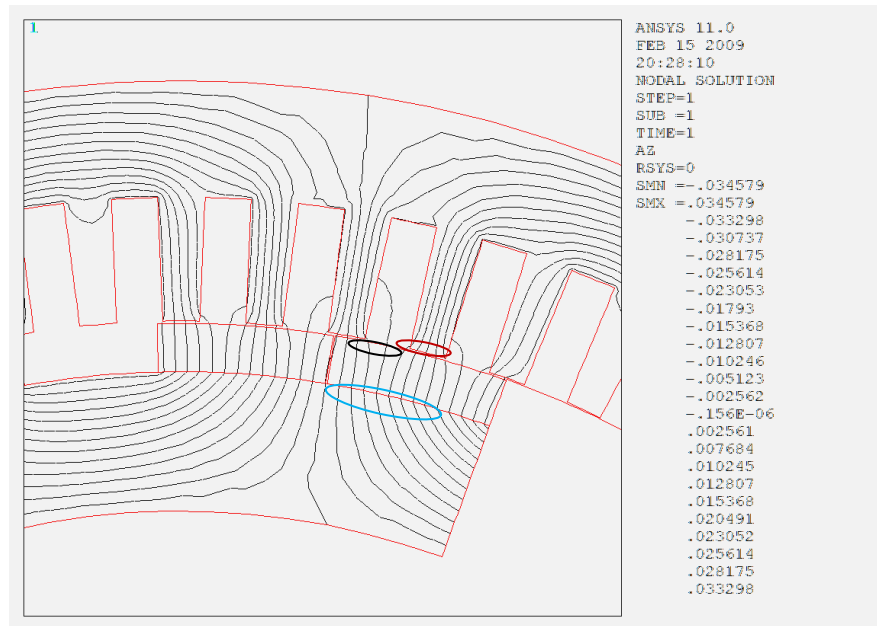 1
ANSYS 11.0
FEB 15 2009
20:28:10
NODAL SOLUTION
STEP=1
SUB =1
TIME=1
AZ
RSYS=0
SMN =-.034579
SMX =.034579
-.033298
-.030737
-.028175
-.025614
-.023053
-.01793
-.015368
-.012807
-.010246
-.005123
-.002562
-.156E-06
.002561
.007684
.010245
.012807
.015368
.020491
.023052
.025614
.028175
.033298